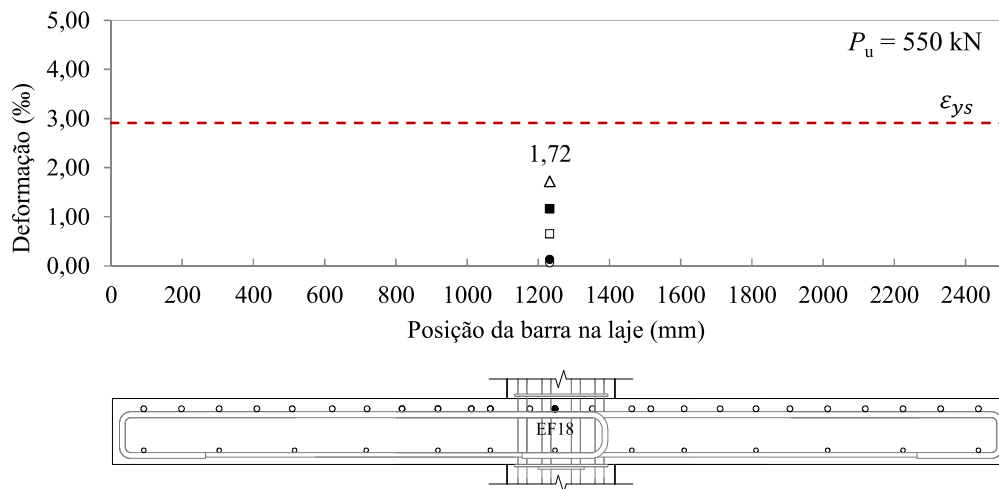 5,00
P_u = 550 kN
4,00
ε_ys
3,00
2,00
1,72
1,00
0,00
Deformação (‰)
0 200 400 600 800 1000 1200 1400 1600 1800 2000 2200 2400
Posição da barra na laje (mm)
EF18